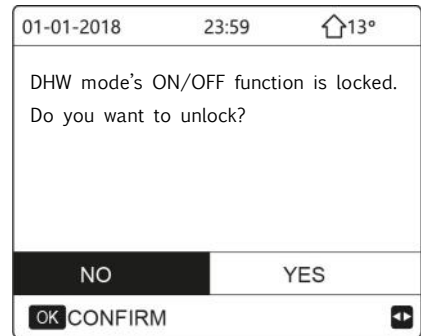 01-01-2018 23:59 13°
DHW mode's ON/OFF function is locked.
Do you want to unlock?
NO YES
OK CONFIRM